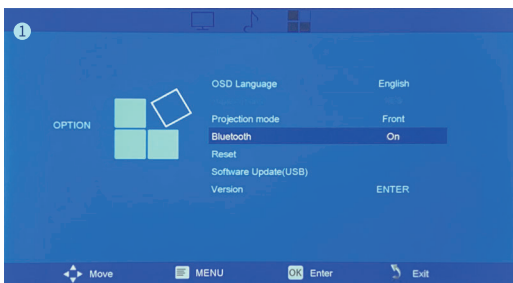 1
OSD Language English
Projection mode Front
OPTION
Bluetooth On
Reset
Software Update(USB)
Version ENTER
Move MENU OK Enter Exit